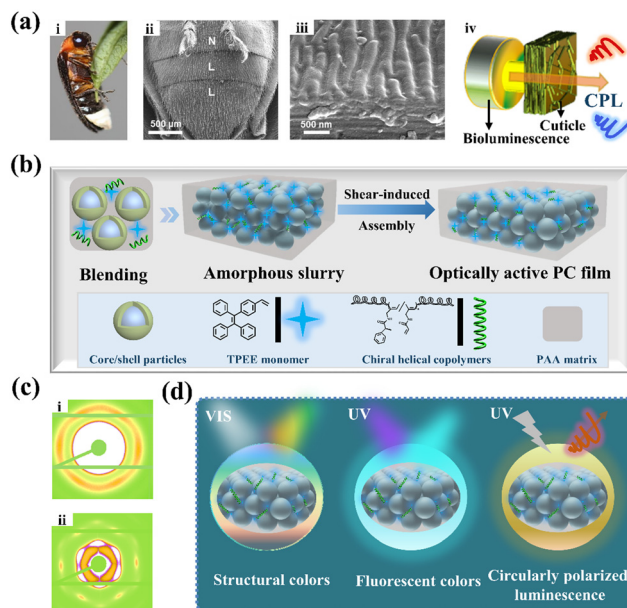 (a)
i
ii
N
L
L
500 μm
iii
500 nm
iv
CPL
Cuticle
Bioluminescence
(b)
Shear-induced
Assembly
Blending
Amorphous slurry
Optically active PC film
Core/shell particles
TPEE monomer
Chiral helical copolymers
PAA matrix
(c)
i
ii
(d)
VIS
UV
UV
Structural colors
Fluorescent colors
Circularly polarized
luminescence